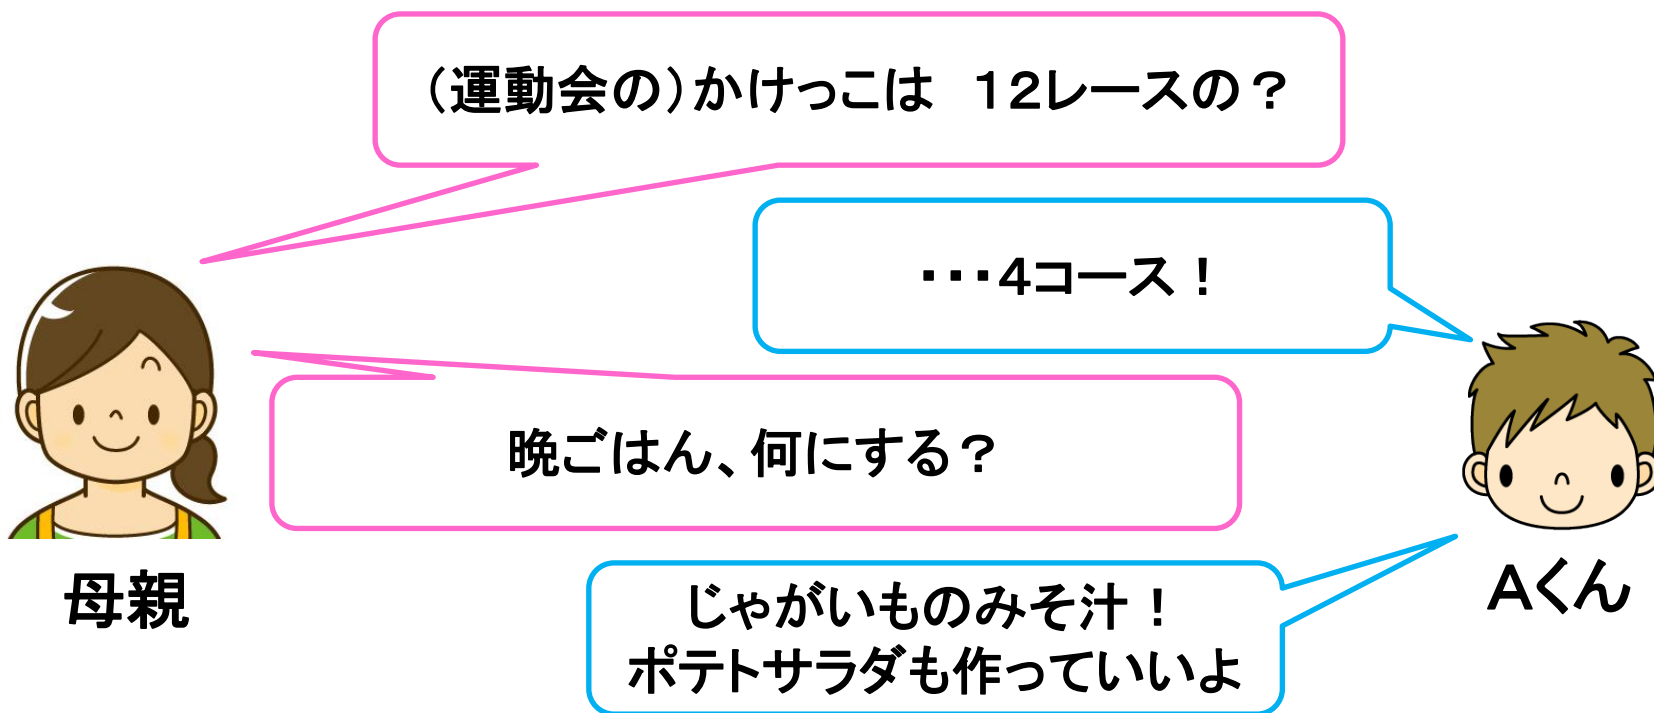 (運動会の)かけっこは　12レースの?
・・・4コース!
晩ごはん、何にする?
母親
じゃがいものみそ汁!
ポテトサラダも作っていいよ
Aくん